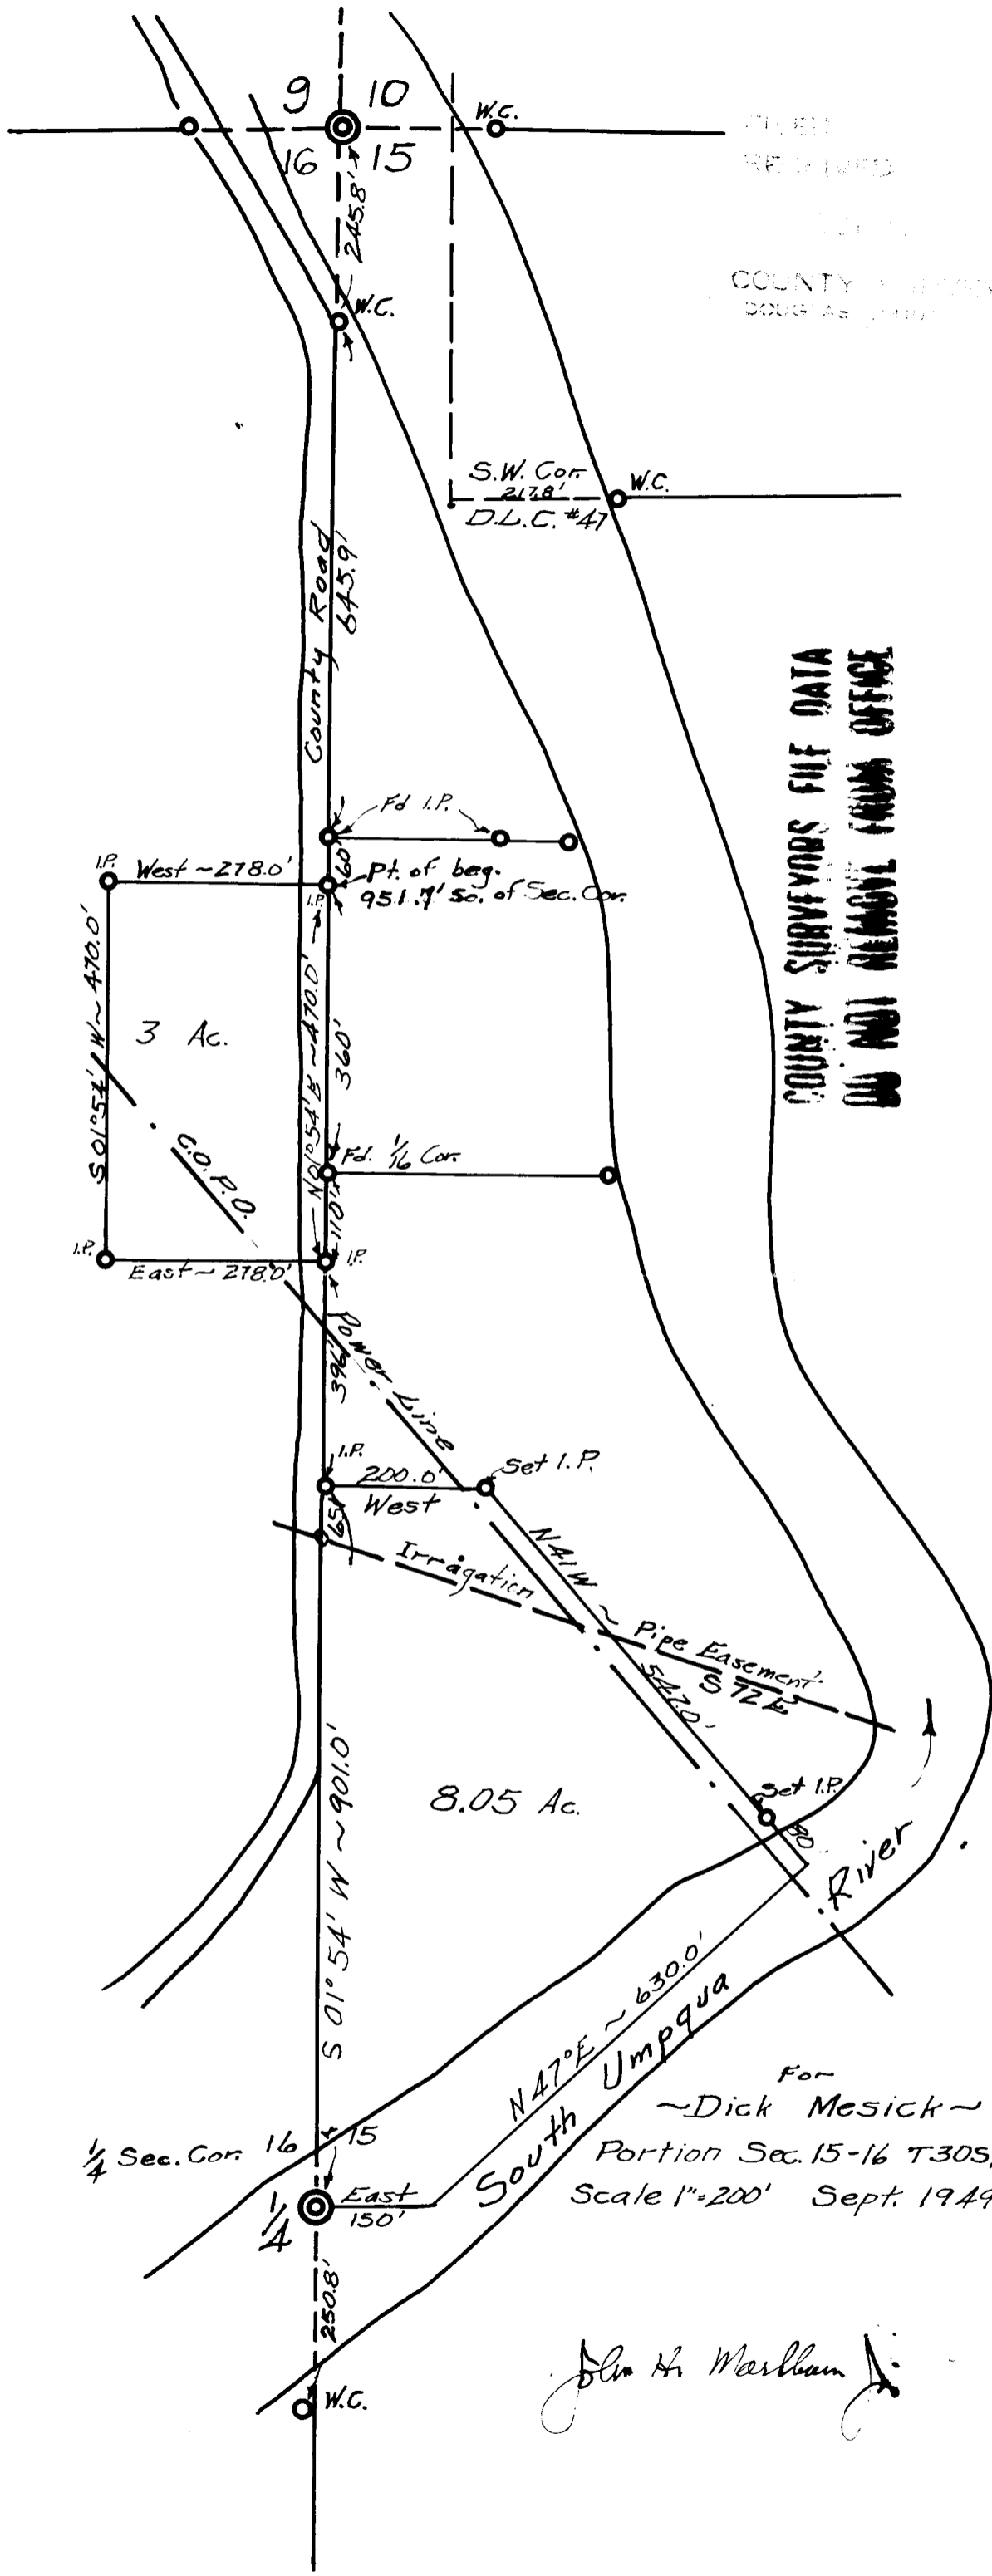 9 10
W.C.
16 15
245.8'
W.C.
COUNTY
S.W. Cor.
217.8'
D.L.C. #47
W.C.
County Road
645.9'
COUNTY SURVEYORS FILE DATA
DO NOT REMOVE FROM OFFICE
Fd I.P.
60'
I.P.
West ~ 278.0'
I.P.
Pt. of beg.
951.7' So. of Sec. Cor.
S 01°54' W ~ 470.0'
3 Ac.
N 01°54' E ~ 470.0'
360'
C.O.P.O.
Fd. 1/16 Cor.
110'
I.P.
East ~ 278.0'
I.P.
396'
Power Line
I.P.
200.0'
West
Set I.P.
65'
Irragation
Pipe Easement
S 72 E
N 41 W ~
547.0'
Set I.P.
80
8.05 Ac.
S 01° 54' W ~ 901.0'
River
N 47° E ~ 630.0'
South Umpqua
1/4 Sec. Cor. 16 15
1/4
East
150'
250.8'
W.C.
For
~ Dick Mesick ~
Portion Sec. 15-16 T30S,
Scale 1"=200' Sept. 1949